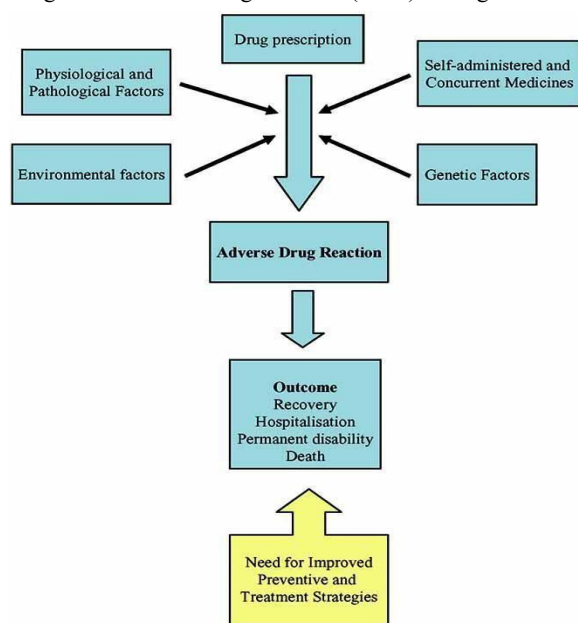 Drug prescription
Physiological and
Pathological Factors
Self-administered and
Concurrent Medicines
Environmental factors
Genetic Factors
Adverse Drug Reaction
Outcome
Recovery
Hospitalisation
Permanent disability
Death
Need for Improved
Preventive and
Treatment Strategies